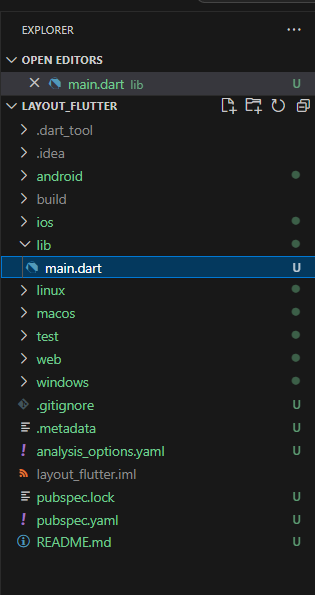 EXPLORER ...
OPEN EDITORS
main.dart lib U
LAYOUT_FLUTTER
.dart_tool
.idea
android
build
ios
lib
main.dart U
linux
macos
test
web
windows
.gitignore U
.metadata U
analysis_options.yaml U
layout_flutter.iml
pubspec.lock U
pubspec.yaml U
README.md U